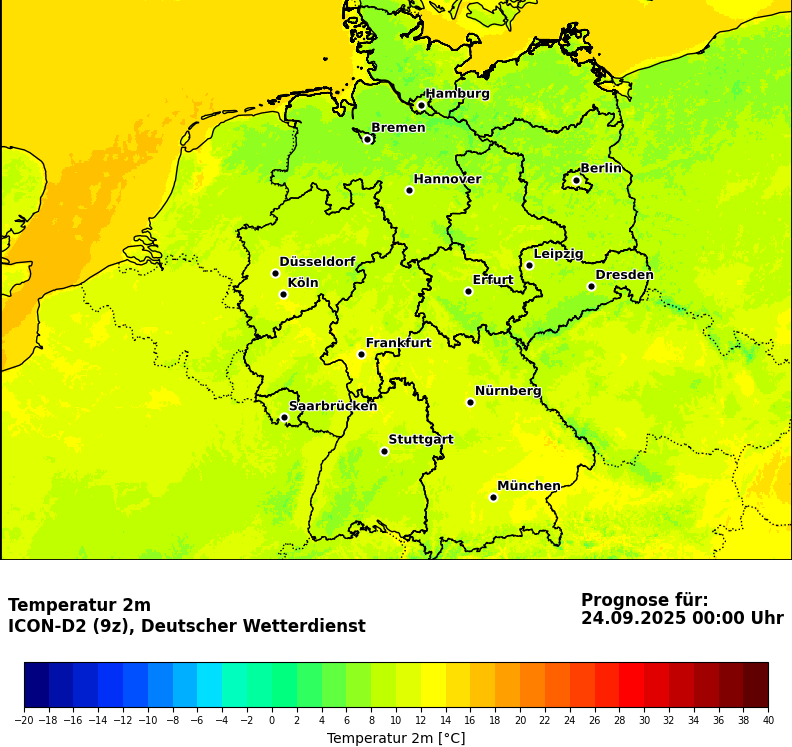 Hamburg
Bremen
Berlin
Hannover
Leipzig
Düsseldorf
Dresden
Erfurt
Köln
Frankfurt
Nürnberg
Saarbrücken
Stuttgart
München
Temperatur 2m
ICON-D2 (9z), Deutscher Wetterdienst
Prognose für:
24.09.2025 00:00 Uhr
−20 −18 −16 −14 −12 −10 −8 −6 −4 −2 0 2 4 6 8 10 12 14 16 18 20 22 24 26 28 30 32 34 36 38 40
Temperatur 2m [°C]